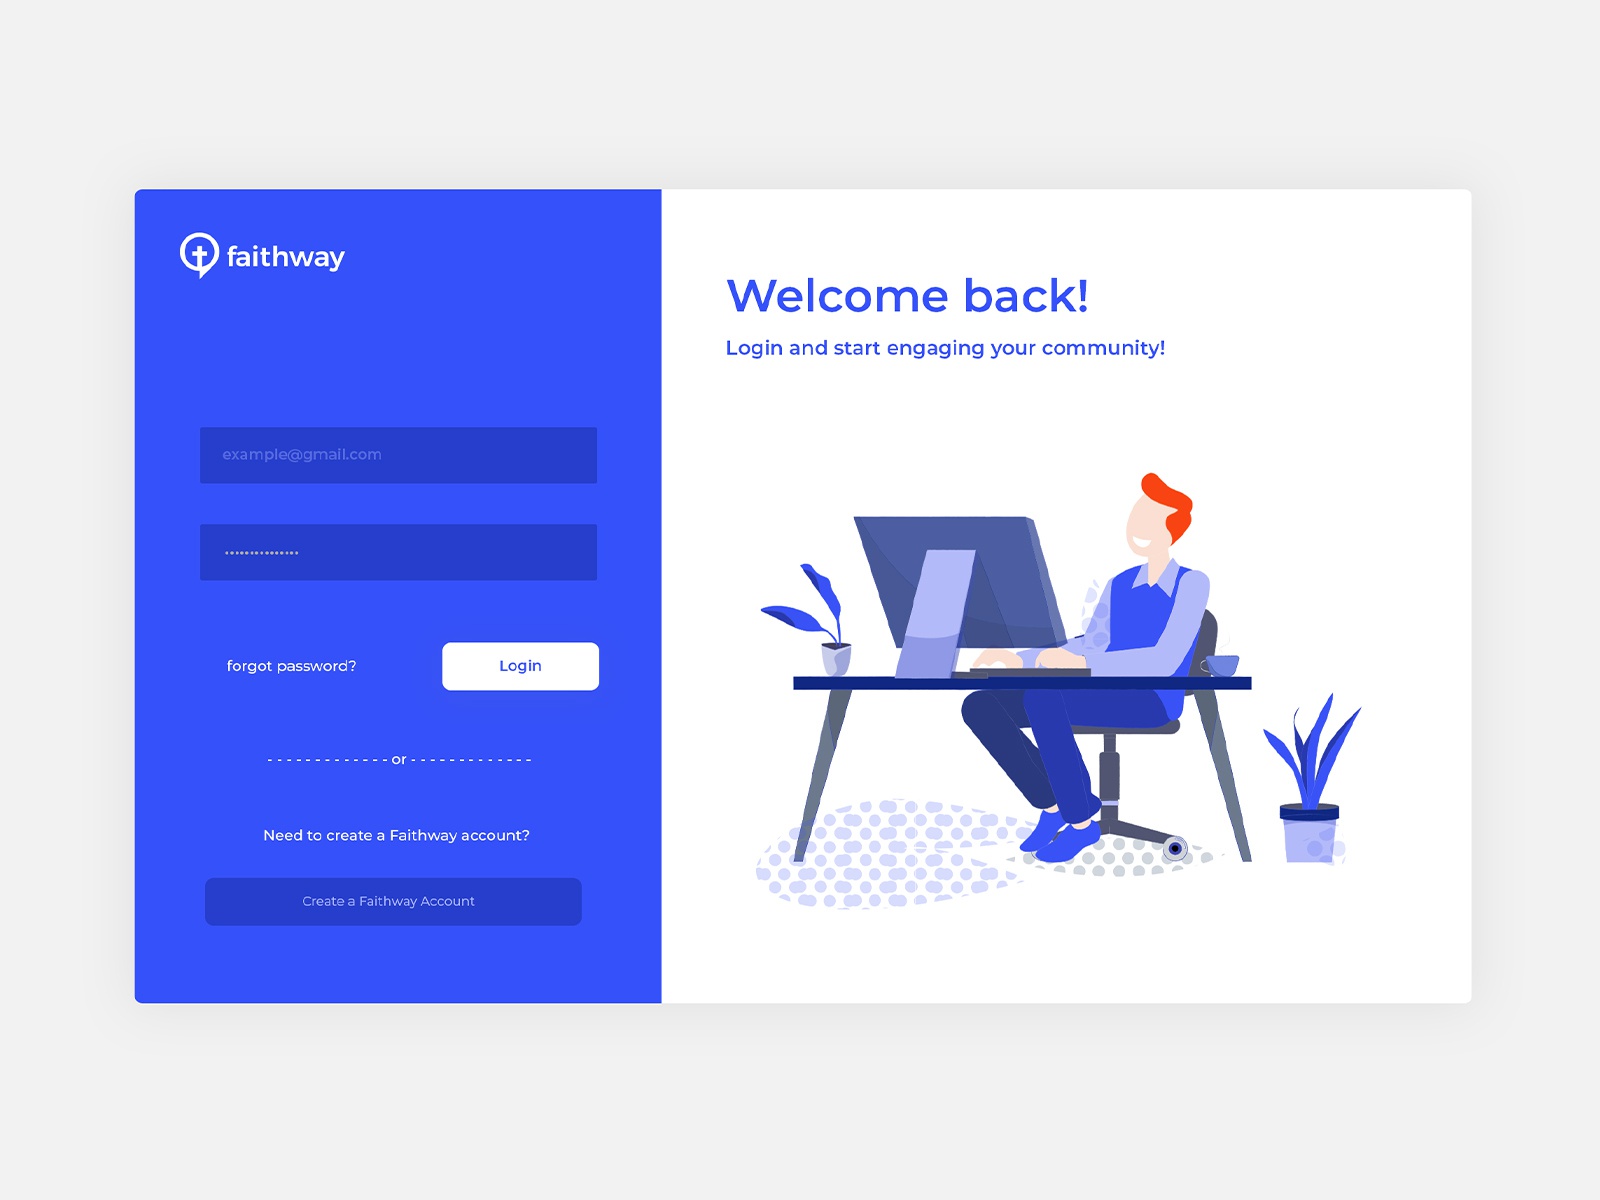 faithway
example@gmail.com
•••••••••••••••
forgot password?
Login
- - - - - - - - - - - - - or - - - - - - - - - - - - -
Need to create a Faithway account?
Create a Faithway Account
Welcome back!
Login and start engaging your community!